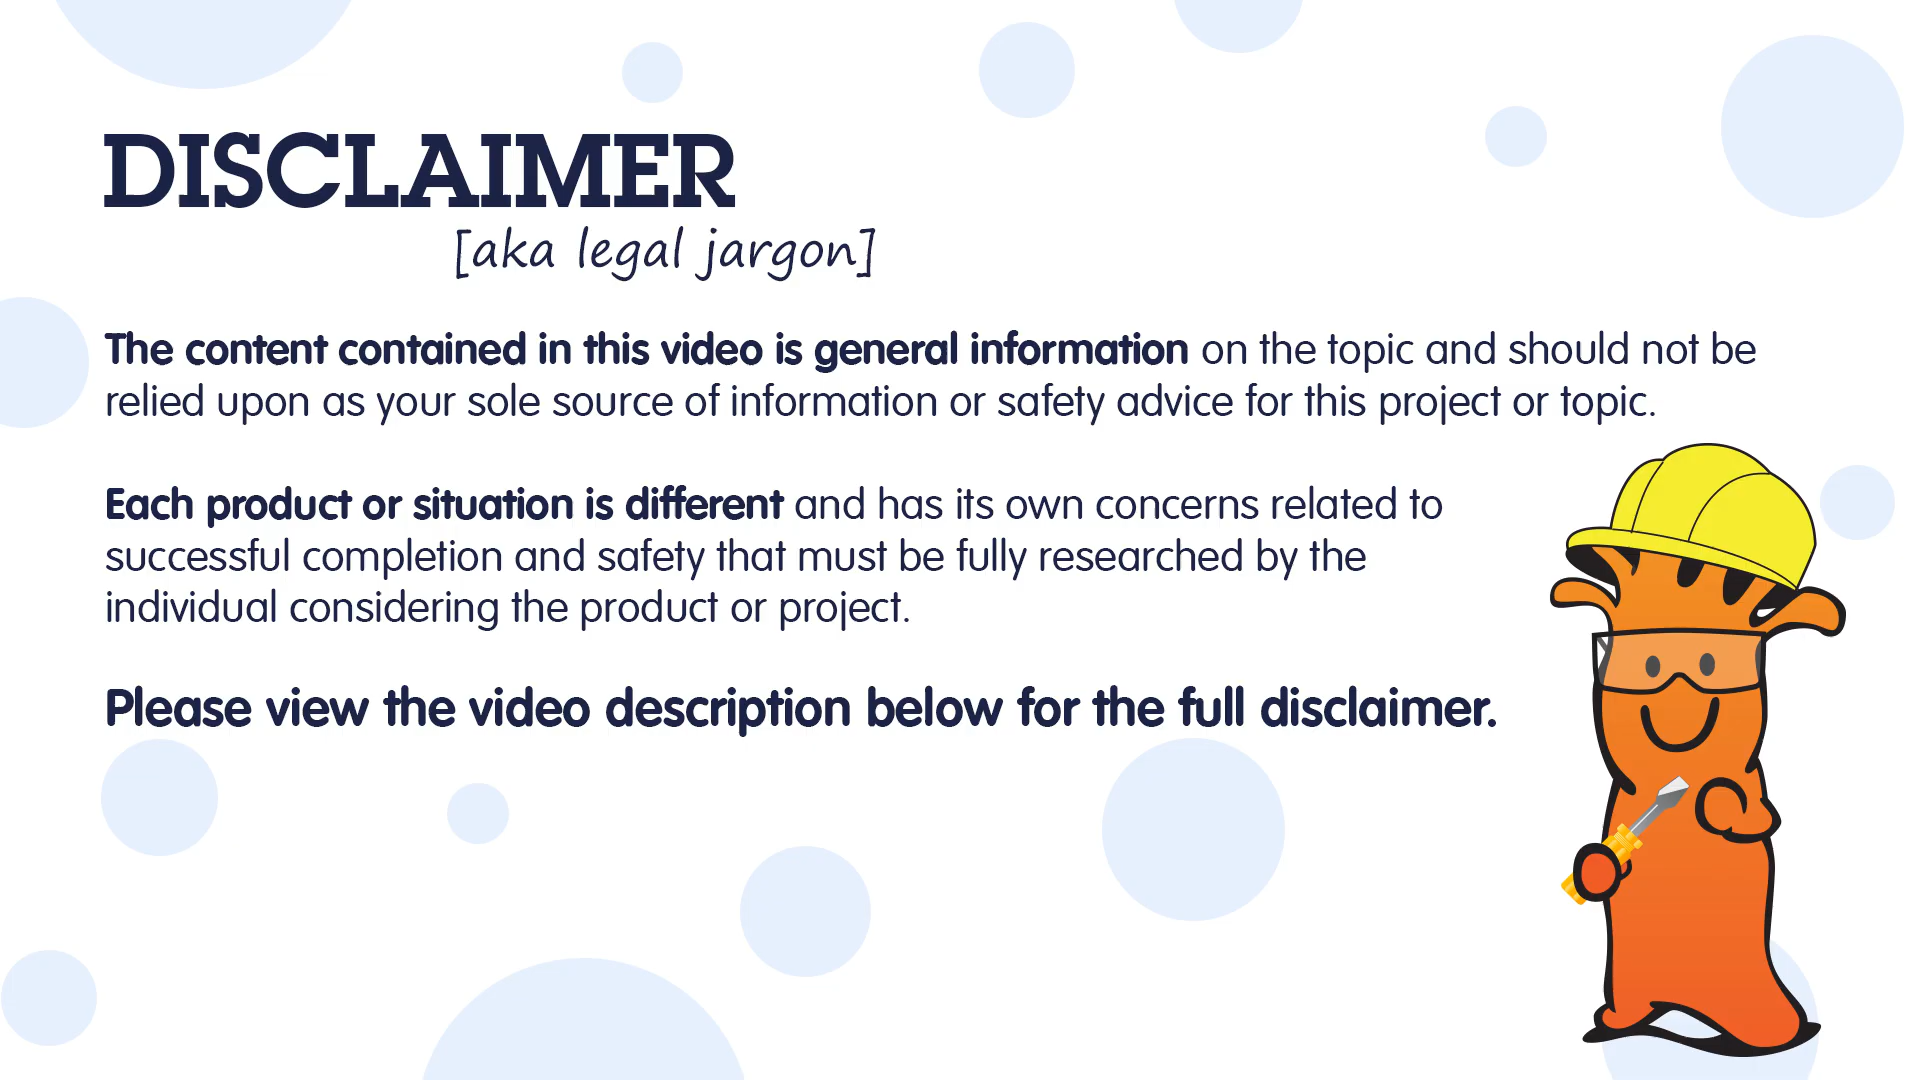 DISCLAIMER
[aka legal jargon]
The content contained in this video is general information on the topic and should not be
relied upon as your sole source of information or safety advice for this project or topic.
Each product or situation is different and has its own concerns related to
successful completion and safety that must be fully researched by the
individual considering the product or project.
Please view the video description below for the full disclaimer.